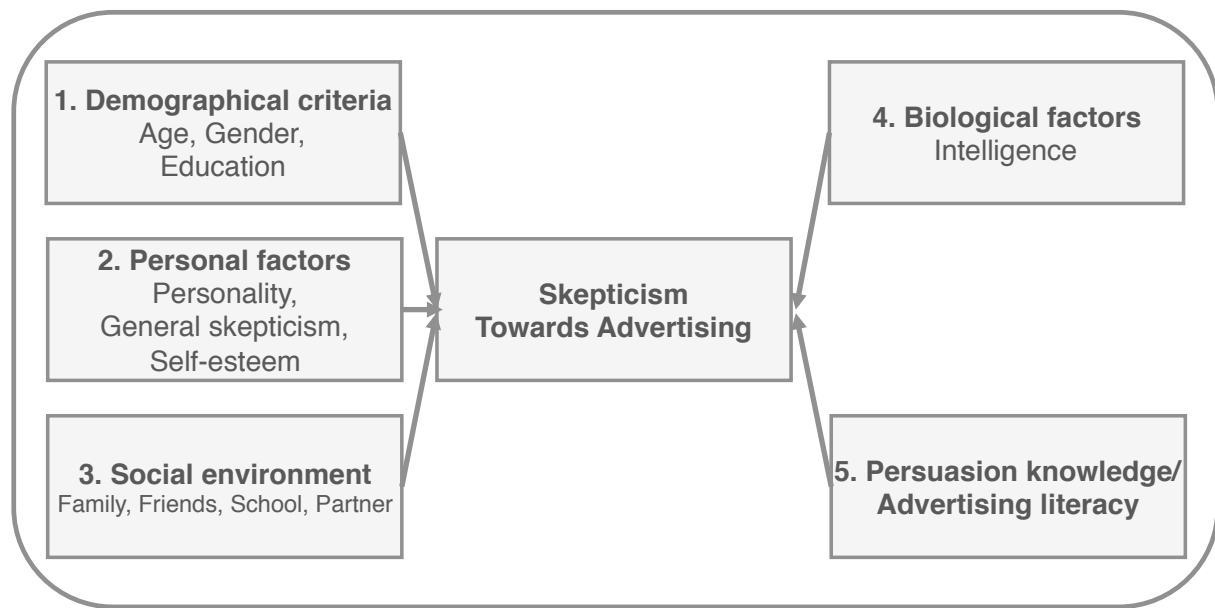 1. Demographical criteria
Age, Gender,
Education
2. Personal factors
Personality,
General skepticism,
Self-esteem
3. Social environment
Family, Friends, School, Partner
Skepticism
Towards Advertising
4. Biological factors
Intelligence
5. Persuasion knowledge/
Advertising literacy